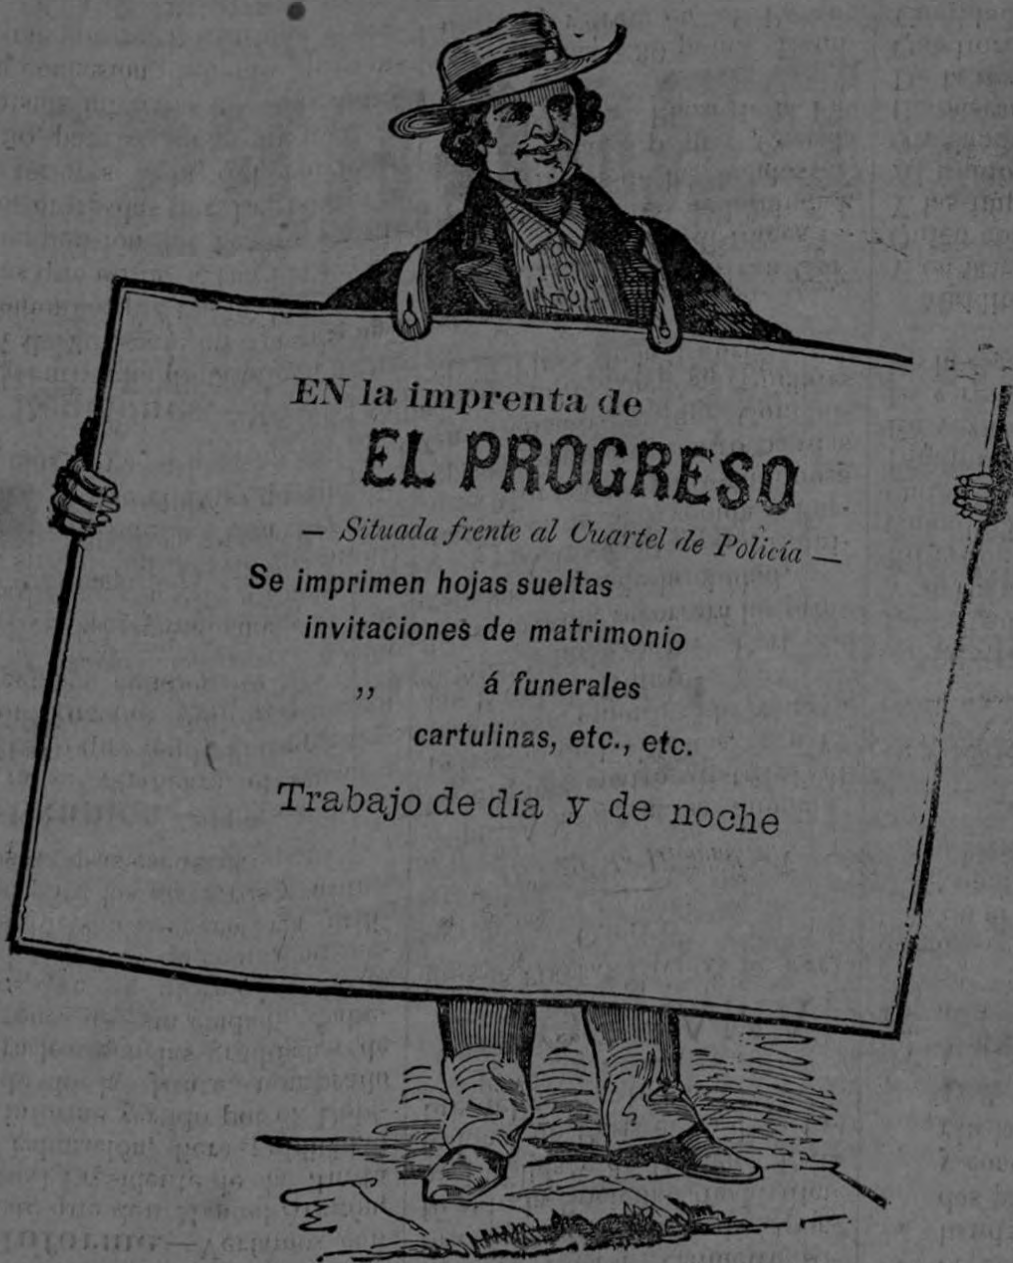 EN la imprenta de
EL PROGRESO
— Situada frente al Cuartel de Policía —
Se imprimen hojas sueltas
invitaciones de matrimonio
„ á funerales
cartulinas, etc., etc.
Trabajo de día y de noche